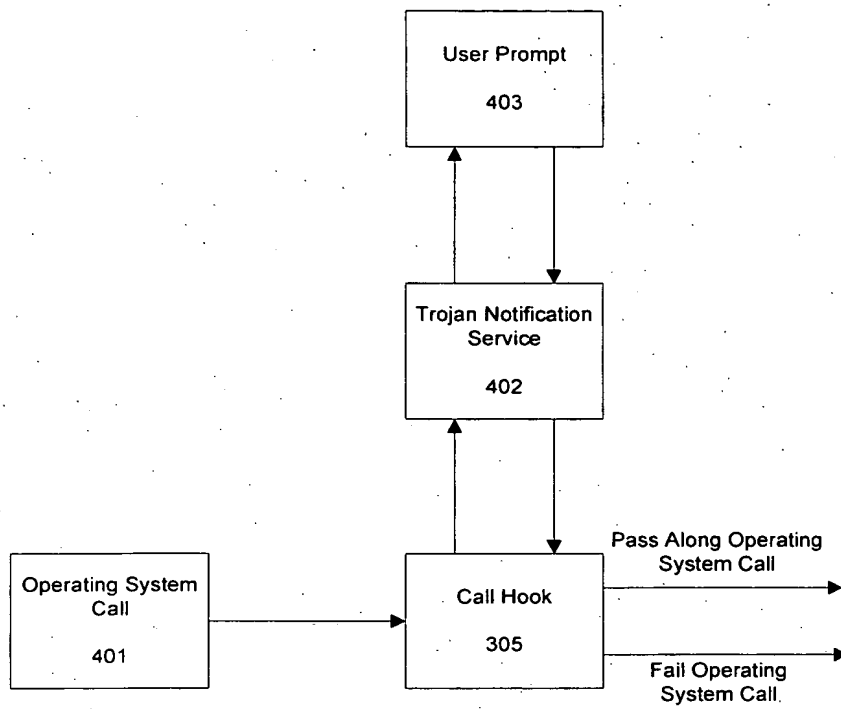 User Prompt
403
Trojan Notification
Service
402
Pass Along Operating
System Call
Operating System
Call
401
Call Hook
305
Fail Operating
System Call